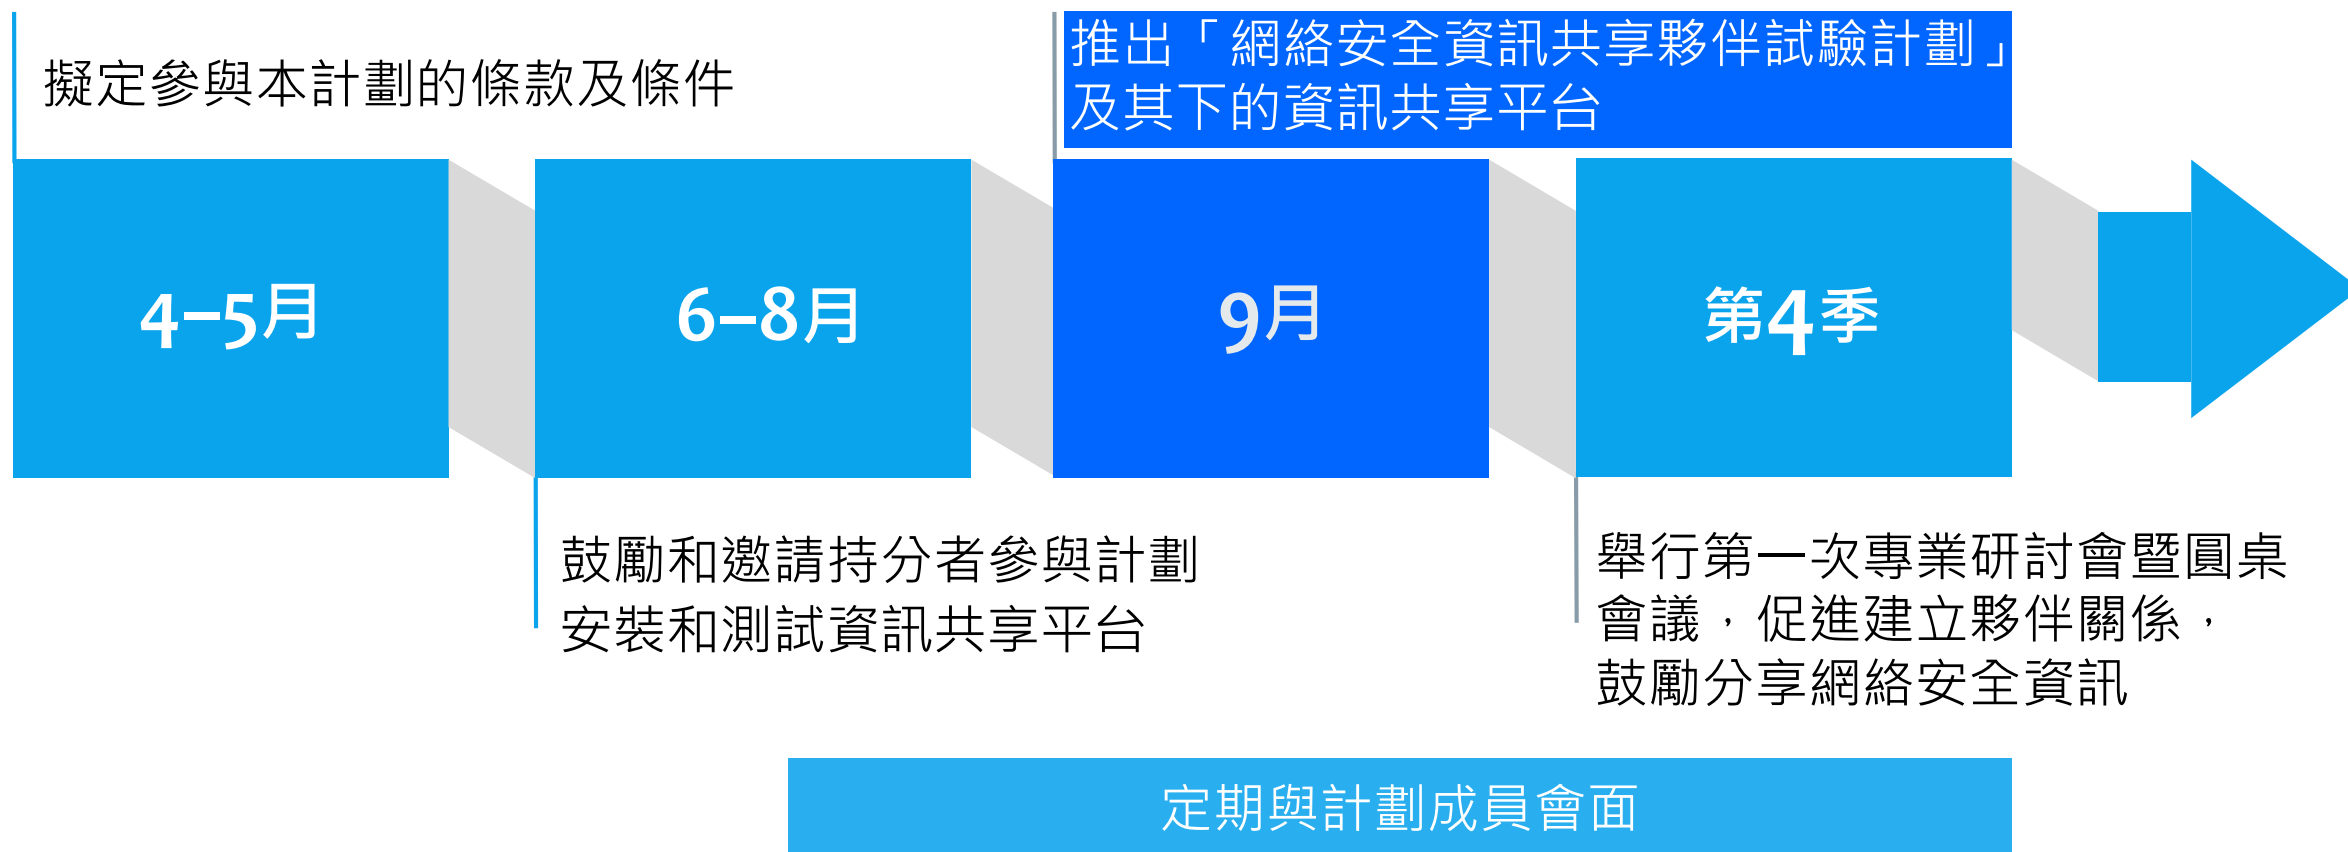 擬定參與本計劃的條款及條件
推出「網絡安全資訊共享夥伴試驗計劃」
及其下的資訊共享平台
4–5月
6–8月
9月
第4季
鼓勵和邀請持分者參與計劃
安裝和測試資訊共享平台
舉行第一次專業研討會暨圓桌
會議，促進建立夥伴關係，
鼓勵分享網絡安全資訊
定期與計劃成員會面